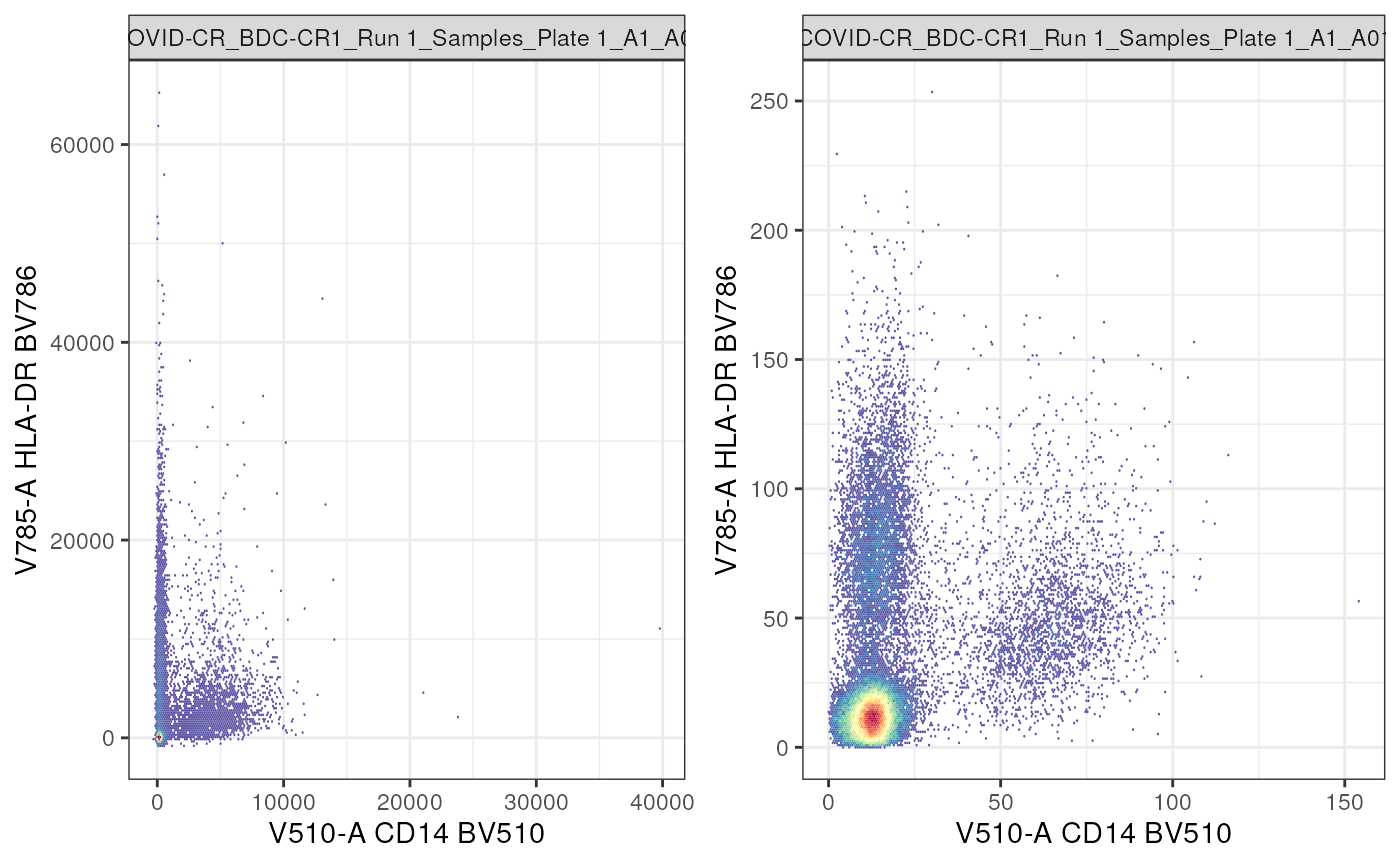 OVID-CR_BDC-CR1_Run 1_Samples_Plate 1_A1_A0
V785-A HLA-DR BV786
60000
40000
20000
0
0 10000 20000 30000 40000
V510-A CD14 BV510
COVID-CR_BDC-CR1_Run 1_Samples_Plate 1_A1_A01
V785-A HLA-DR BV786
250
200
150
100
50
0
0 50 100 150
V510-A CD14 BV510